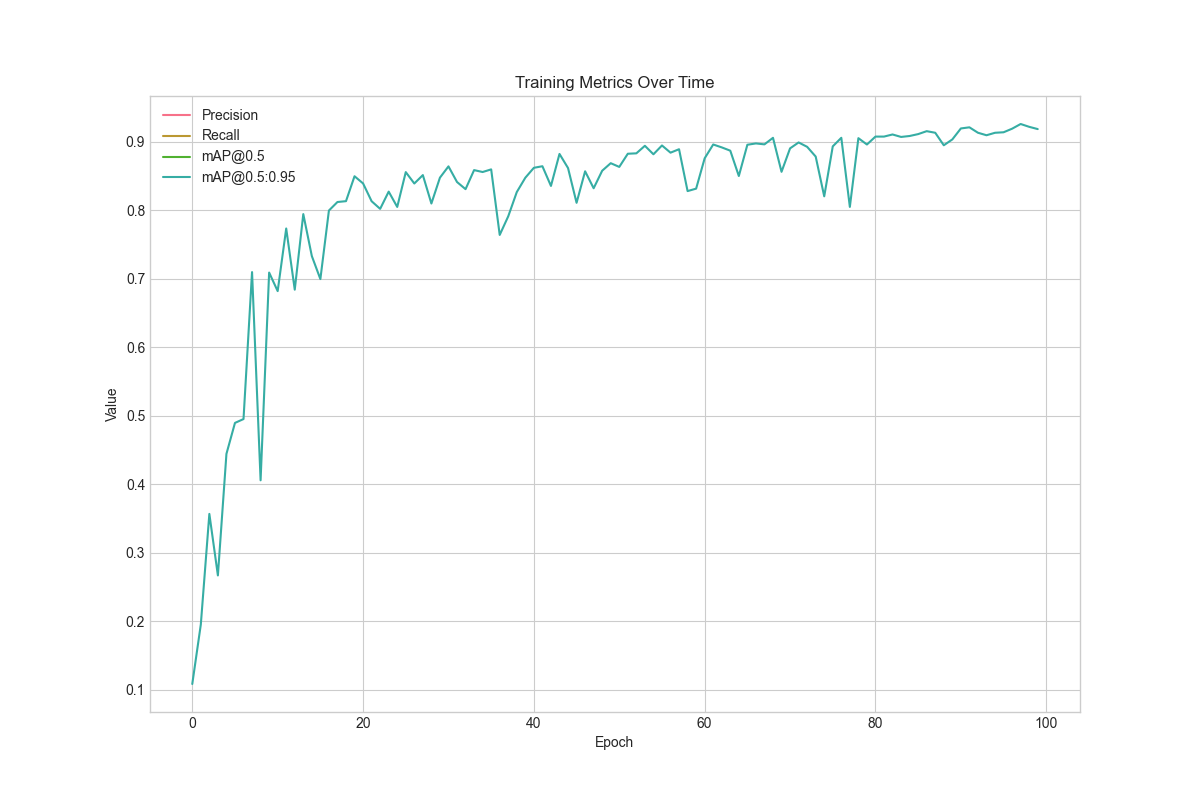 Training Metrics Over Time
Precision
Recall
mAP@0.5
mAP@0.5:0.95
0.9
0.8
0.7
0.6
0.5
0.4
0.3
0.2
0.1
Value
0 20 40 60 80 100
Epoch